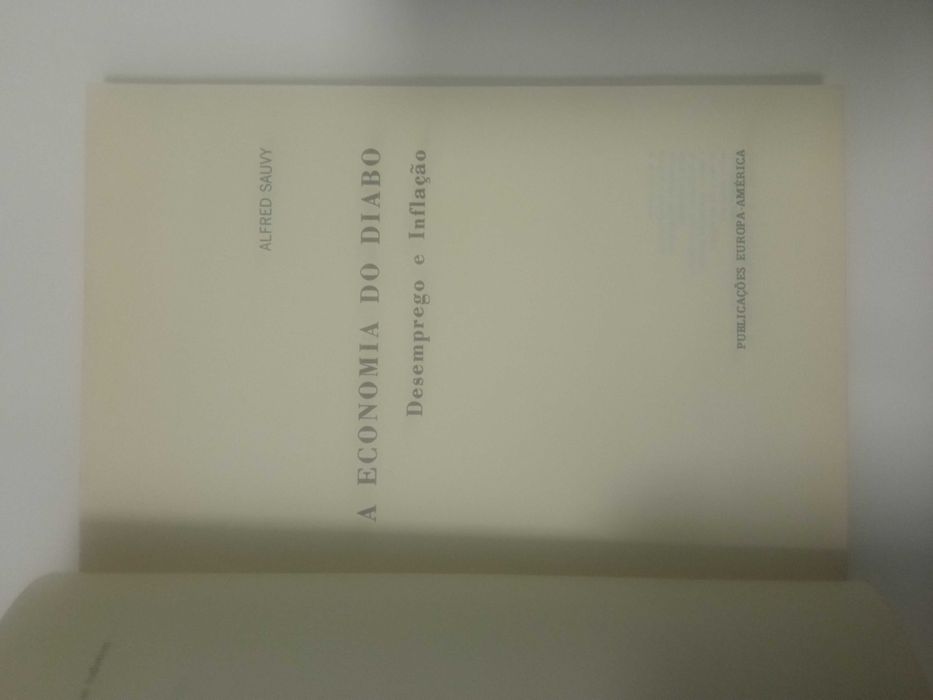 ALFRED SAUVY
A ECONOMIA DO DIABO
Desemprego e Inflação
PUBLICAÇÕES EUROPA-AMÉRICA